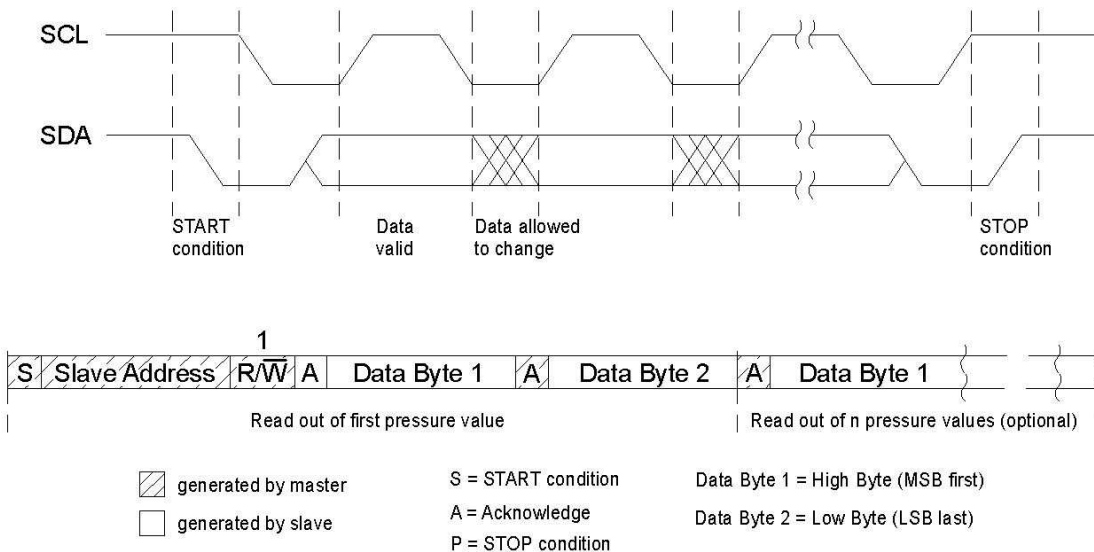 SCL
SDA
START condition
Data valid
Data allowed to change
STOP condition
1
S Slave Address R/W̅ A Data Byte 1 A Data Byte 2 A Data Byte 1
Read out of first pressure value
Read out of n pressure values (optional)
generated by master
generated by slave
S = START condition
A = Acknowledge
P = STOP condition
Data Byte 1 = High Byte (MSB first)
Data Byte 2 = Low Byte (LSB last)